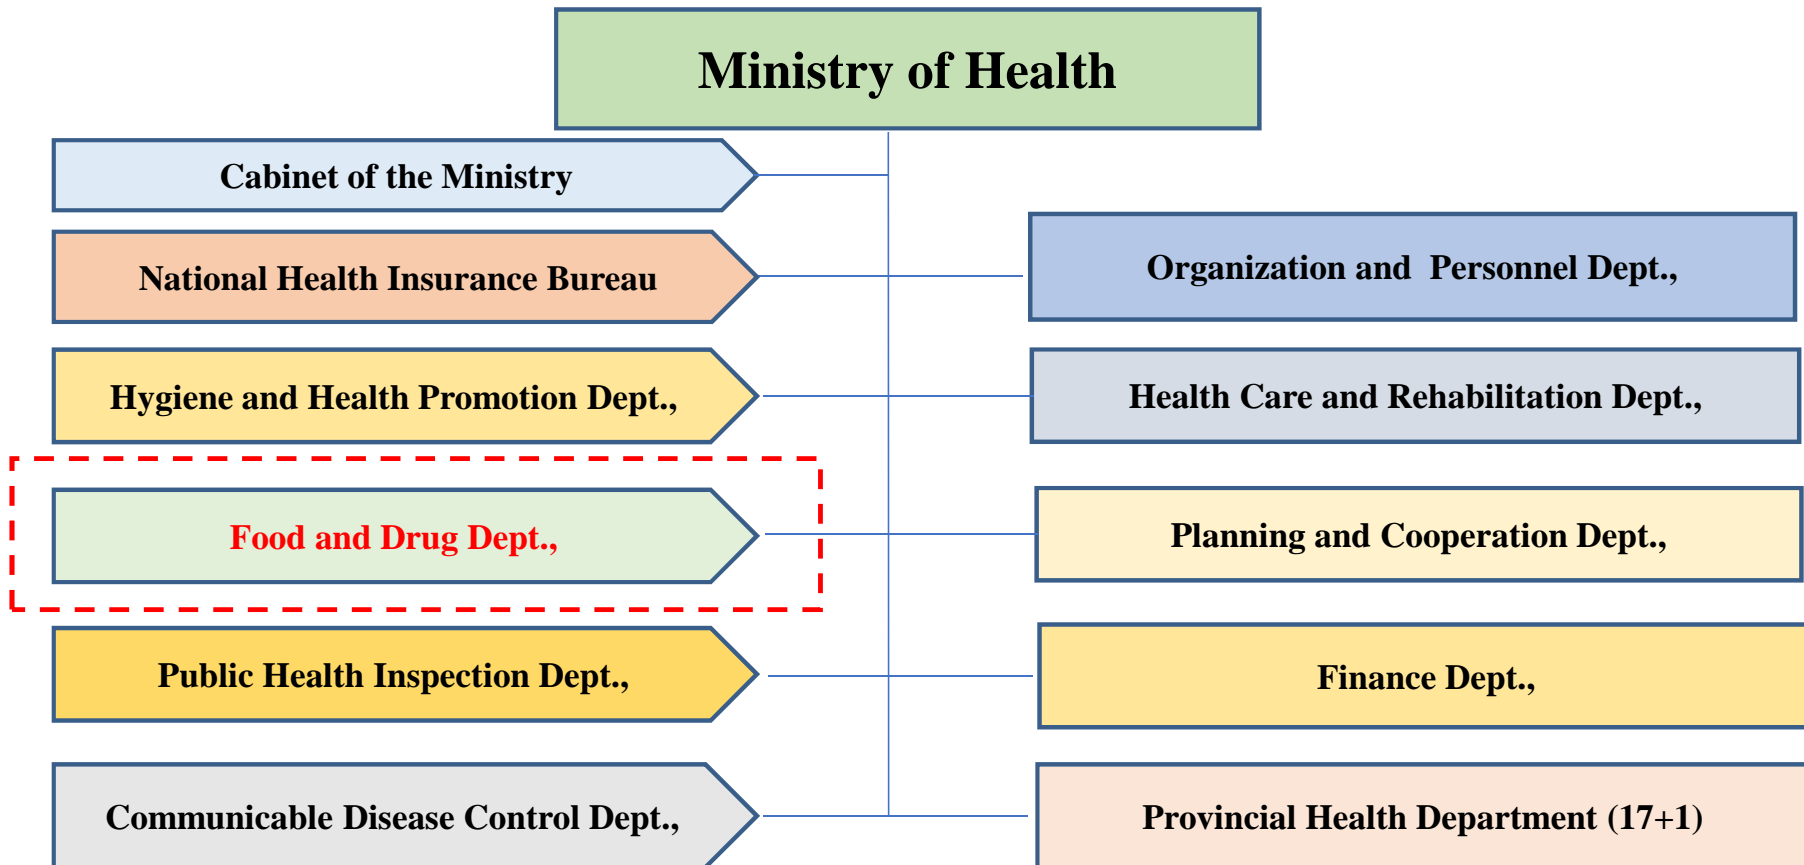 Ministry of Health
Cabinet of the Ministry
National Health Insurance Bureau
Organization and  Personnel Dept.,
Hygiene and Health Promotion Dept.,
Health Care and Rehabilitation Dept.,
Food and Drug Dept.,
Planning and Cooperation Dept.,
Public Health Inspection Dept.,
Finance Dept.,
Communicable Disease Control Dept.,
Provincial Health Department (17+1)